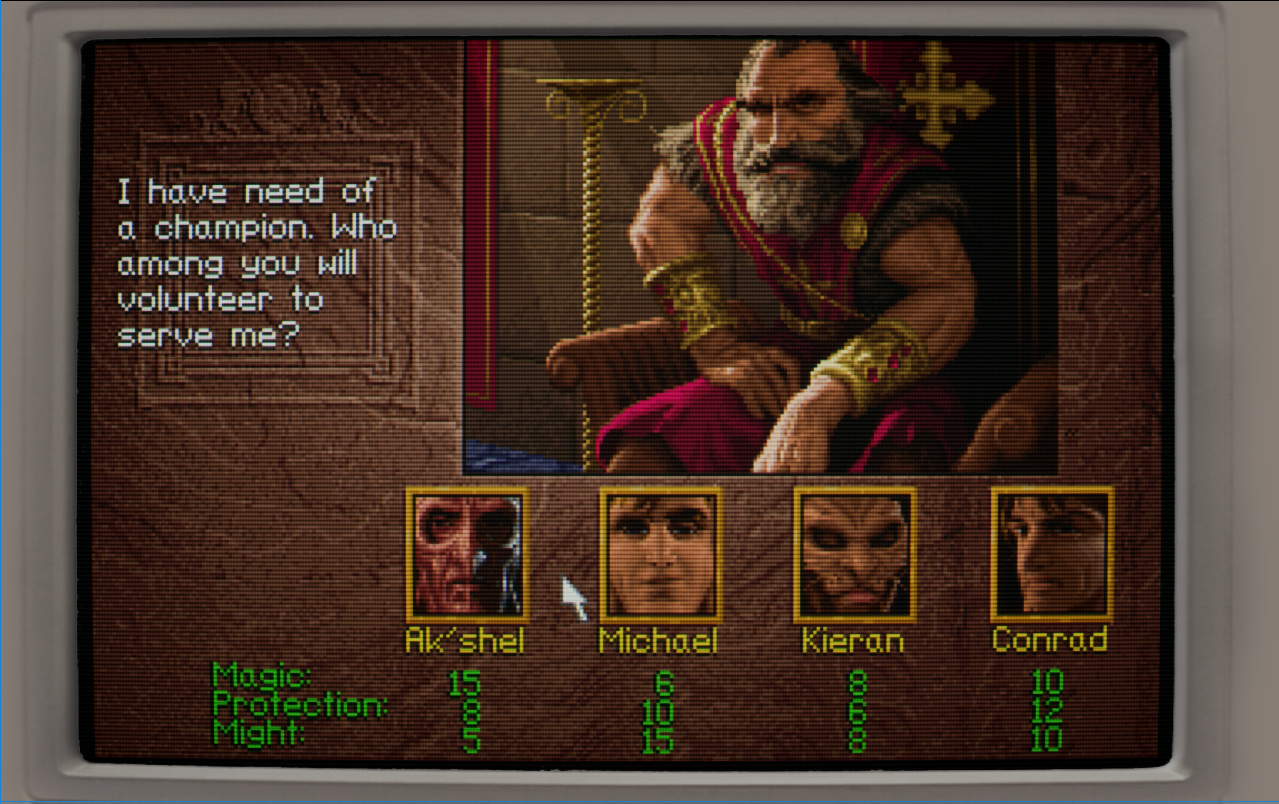 I have need of
a champion. Who
among you will
volunteer to
serve me?
Ak'shel Michael Kieran Conrad
Magic: 15 6 8 10
Protection: 8 10 6 12
Might: 5 15 8 10